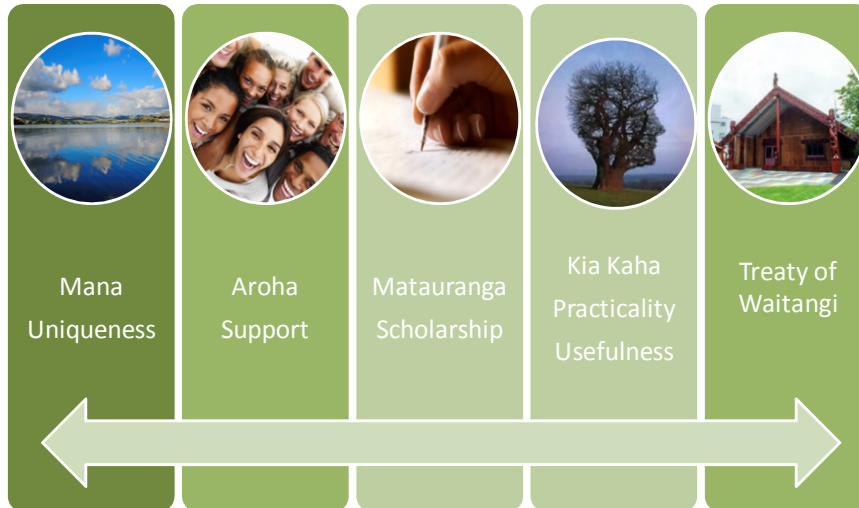 Mana
Uniqueness
Aroha
Support
Matauranga
Scholarship
Kia Kaha
Practicality
Usefulness
Treaty of
Waitangi